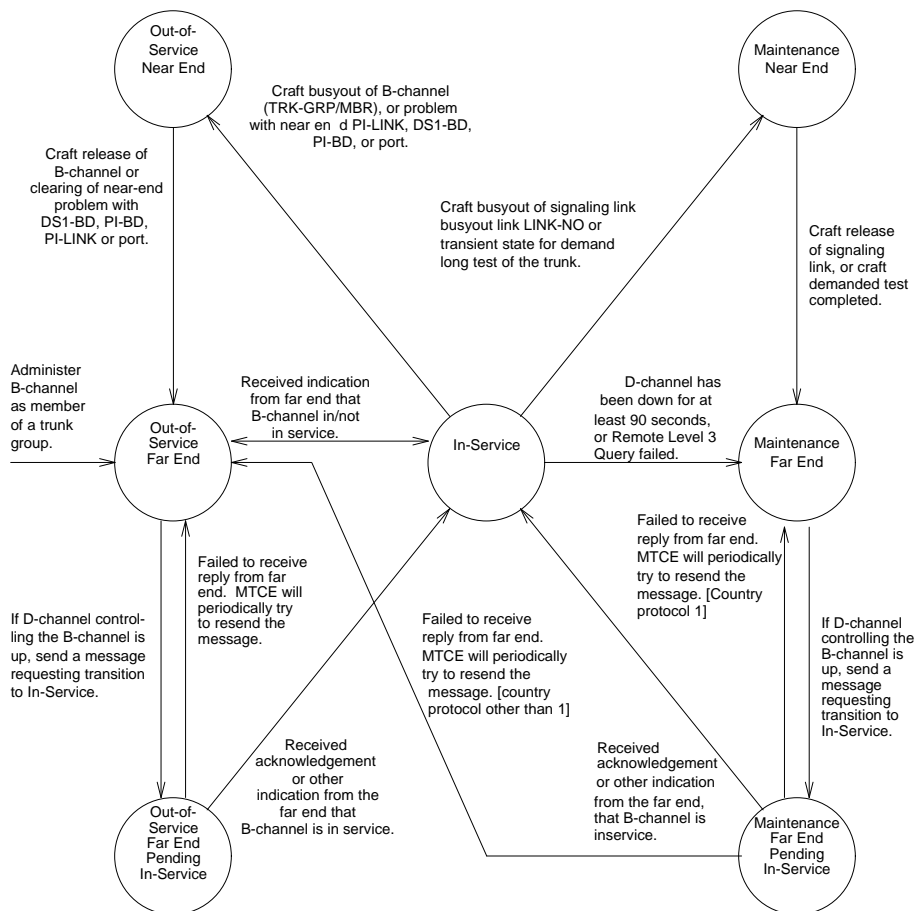 Out-of-
Service
Near End
Maintenance
Near End
Craft busyout of B-channel
(TRK-GRP/MBR), or problem
with near en d PI-LINK, DS1-BD,
PI-BD, or port.
Craft release of
B-channel or
clearing of near-end
problem with
DS1-BD, PI-BD,
PI-LINK or port.
Craft busyout of signaling link
busyout link LINK-NO or
transient state for demand
long test of the trunk.
Craft release
of signaling
link, or craft
demanded test
completed.
Administer
B-channel
as member
of a trunk
group.
Received indication
from far end that
B-channel in/not
in service.
D-channel has
been down for at
least 90 seconds,
or Remote Level 3
Query failed.
Out-of-
Service
Far End
In-Service
Maintenance
Far End
If D-channel control-
ling the B-channel is
up, send a message
requesting transition
to In-Service.
Failed to receive
reply from far
end. MTCE will
periodically try
to resend the
message.
Failed to receive
reply from far end.
MTCE will periodically
try to resend the
message. [country
protocol other than 1]
Failed to receive
reply from far end.
MTCE will periodically
try to resend the
message. [Country
protocol 1]
If D-channel
controlling the
B-channel is
up, send a
message
requesting
transition to
In-Service.
Received
acknowledgement
or other
indication from the
far end that
B-channel is in service.
Received
acknowledgement
or other indication
from the far end,
that B-channel is
inservice.
Out-of-
Service
Far End
Pending
In-Service
Maintenance
Far End
Pending
In-Service